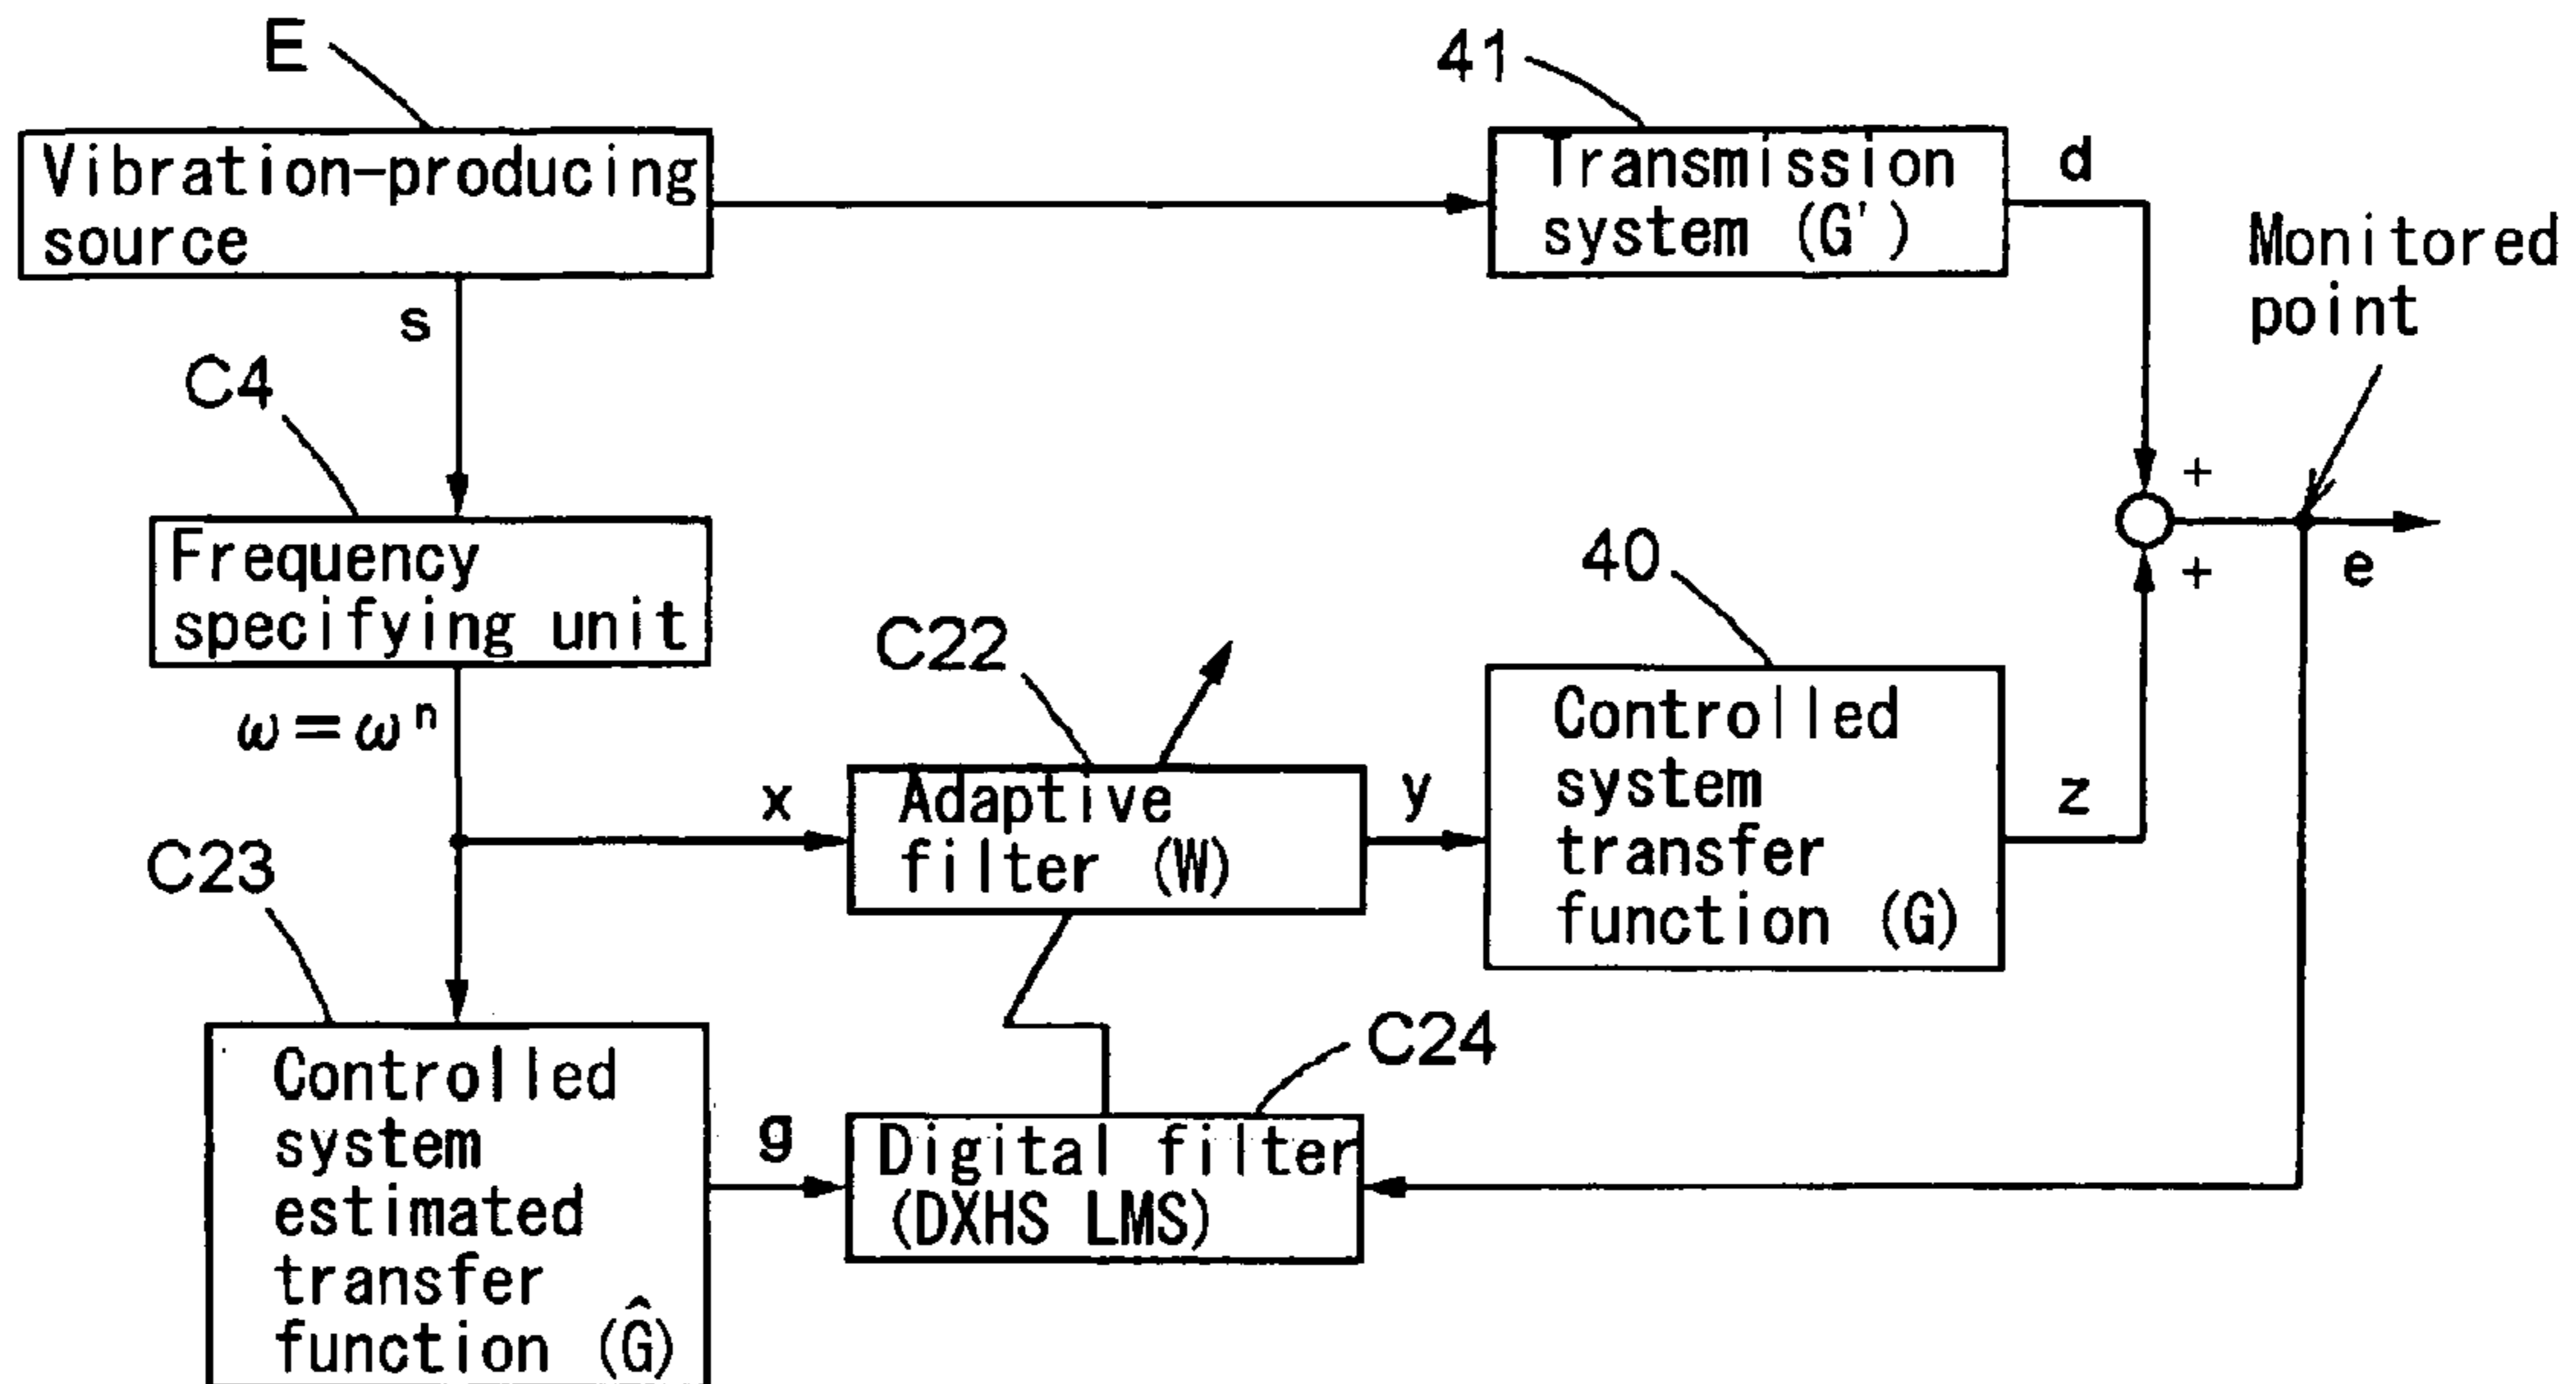 E
41
Vibration-producing
source
Transmission
system (G')
d
Monitored
point
s
C4
+
Frequency
specifying unit
40
+
e
C22
ω=ωⁿ
Controlled
system
transfer
function (G)
x
Adaptive
filter (W)
y
z
C23
C24
Controlled
system
estimated
transfer
function (Ĝ)
g
Digital filter
(DXHS LMS)